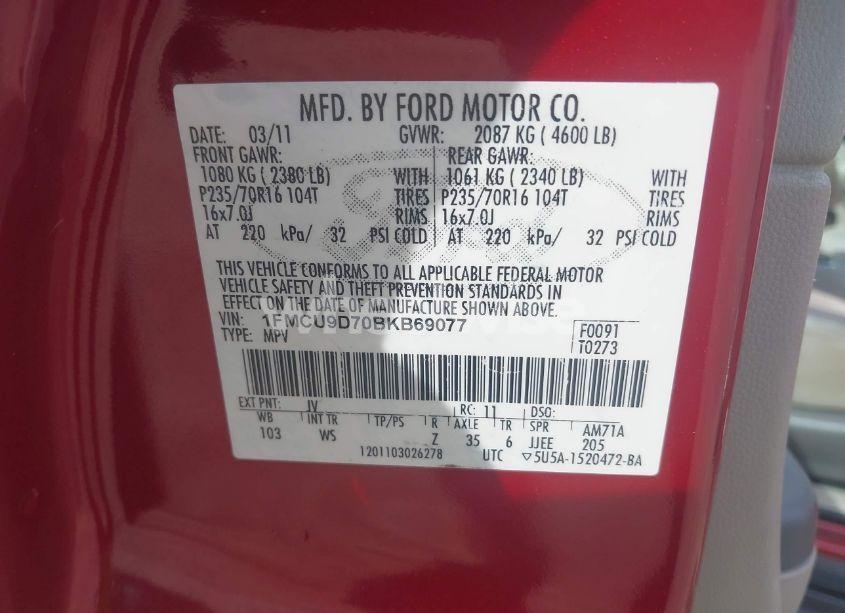 MFD. BY FORD MOTOR CO.
DATE: 03/11 GVWR: 2087 KG ( 4600 LB)
FRONT GAWR: REAR GAWR:
1080 KG ( 2380 LB) WITH 1061 KG ( 2340 LB) WITH
P235/70R16 104T TIRES P235/70R16 104T TIRES
16x7.0J RIMS 16x7.0J RIMS
AT 220 kPa/ 32 PSI COLD AT 220 kPa/ 32 PSI COLD
THIS VEHICLE CONFORMS TO ALL APPLICABLE FEDERAL MOTOR
VEHICLE SAFETY AND THEFT PREVENTION STANDARDS IN
EFFECT ON THE DATE OF MANUFACTURE SHOWN ABOVE.
VIN: 1FMCU9D70BKB69077 F0091
TYPE: MPV T0273
EXT PNT: JV RC: 11 DSO:
WB INT TR TP/PS R AXLE TR SPR AM71A
103 WS Z 35 6 JJEE 205
1201103026278 UTC ▽5U5A-1520472-BA